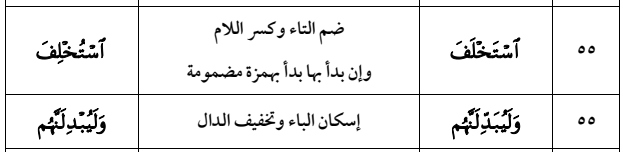 ٥٥ ٱسْتَخْلَفَ ضم التاء وكسر اللام ٱسْتُخْلِفَ
وإن بدأ بها بدأ بهمزة مضمومة
٥٥ وَلَيُبَدِّلَنَّهُم إسكان الباء وتخفيف الدال وَلَيُبْدِلَنَّهُم